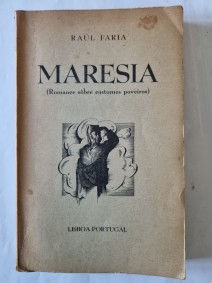 RAUL FARIA
MARESIA
(Romance sôbre costumes poveiros)
LISBOA-PORTUGAL